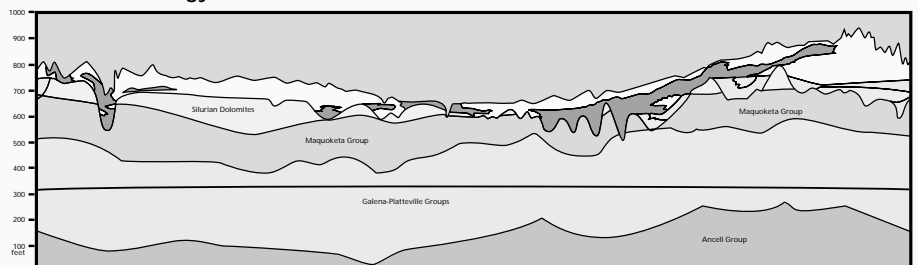 1000
900
800
700
600
500
400
300
200
100
feet
Silurian Dolomites
Maquoketa Group
Maquoketa Group
Galena-Platteville Groups
Ancell Group